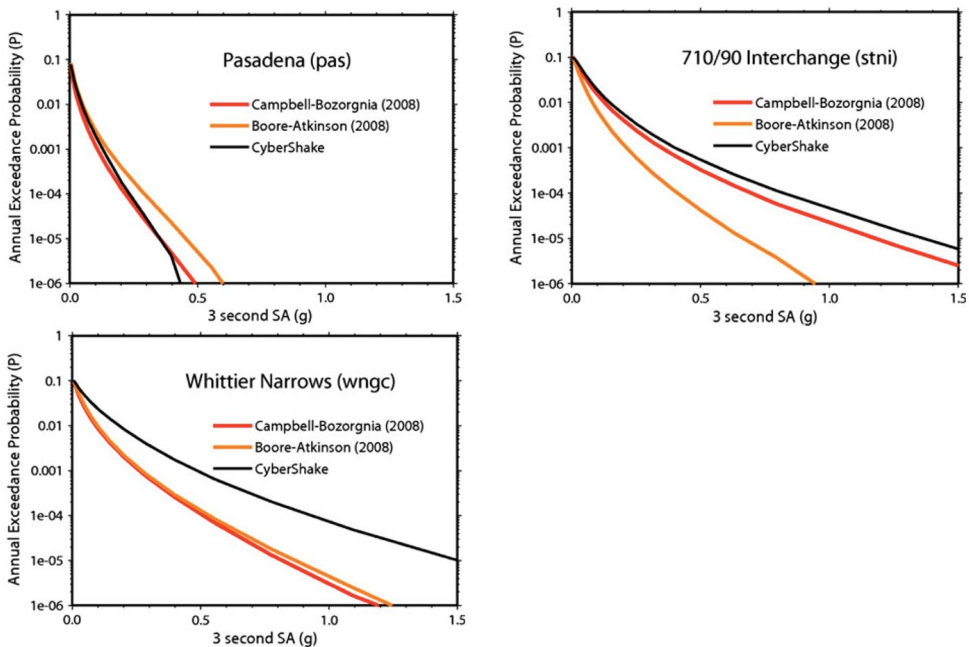 Annual Exceedance Probability (P)
1
0.1
0.01
0.001
1e-04
1e-05
1e-06
Pasadena (pas)
Campbell-Bozorgnia (2008)
Boore-Atkinson (2008)
CyberShake
0.0 0.5 1.0 1.5
3 second SA (g)
Annual Exceedance Probability (P)
1
0.1
0.01
0.001
1e-04
1e-05
1e-06
710/90 Interchange (stni)
Campbell-Bozorgnia (2008)
Boore-Atkinson (2008)
CyberShake
0.0 0.5 1.0 1.5
3 second SA (g)
Annual Exceedance Probability (P)
1
0.1
0.01
0.001
1e-04
1e-05
1e-06
Whittier Narrows (wngc)
Campbell-Bozorgnia (2008)
Boore-Atkinson (2008)
CyberShake
0.0 0.5 1.0 1.5
3 second SA (g)